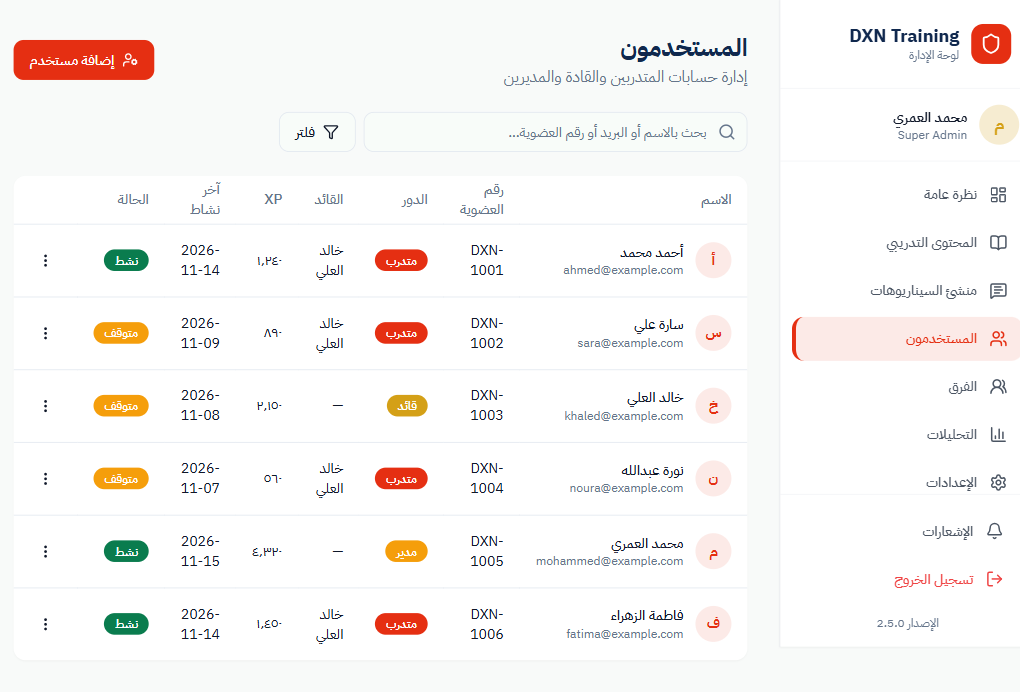 DXN Training
لوحة الإدارة
م
محمد العمري
Super Admin
نظرة عامة
المحتوى التدريبي
منشئ السيناريوهات
المستخدمون
الفرق
التحليلات
الإعدادات
الإشعارات
تسجيل الخروج
الإصدار 2.5.0
المستخدمون
إدارة حسابات المتدربين والقادة والمديرين
إضافة مستخدم
بحث بالاسم أو البريد أو رقم العضوية...
فلتر
الاسم
رقم
العضوية
الدور
القائد
XP
آخر
نشاط
الحالة
أ
أحمد محمد
ahmed@example.com
DXN-
1001
متدرب
خالد
العلي
١,٢٤٠
2026-
11-14
نشط
س
سارة علي
sara@example.com
DXN-
1002
متدرب
خالد
العلي
٨٩٠
2026-
11-09
متوقف
خ
خالد العلي
khaled@example.com
DXN-
1003
قائد
—
٢,١٥٠
2026-
11-08
متوقف
ن
نورة عبدالله
noura@example.com
DXN-
1004
متدرب
خالد
العلي
٥٦٠
2026-
11-07
متوقف
م
محمد العمري
mohammed@example.com
DXN-
1005
مدير
—
٤,٣٢٠
2026-
11-15
نشط
ف
فاطمة الزهراء
fatima@example.com
DXN-
1006
متدرب
خالد
العلي
١,٤٥٠
2026-
11-14
نشط